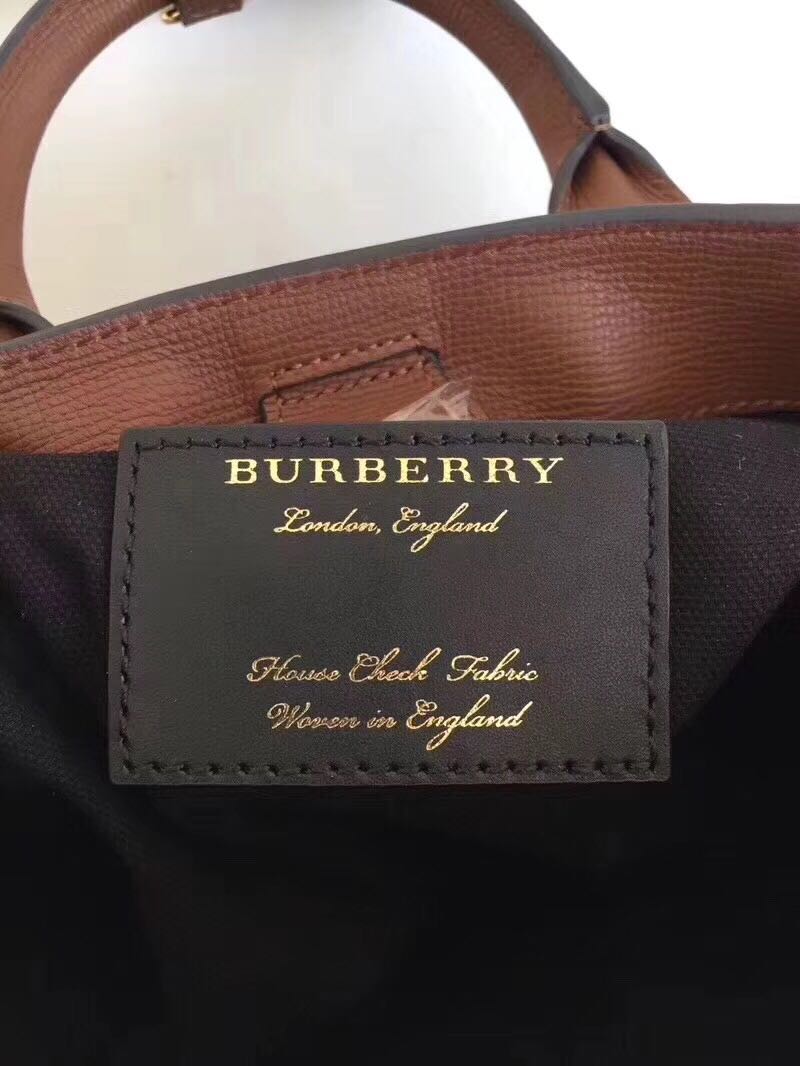 BURBERRY
London, England
House Check Fabric
Woven in England